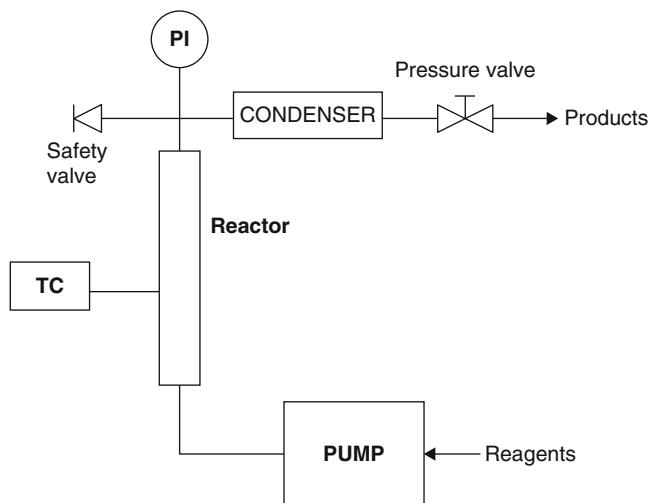 PI
Pressure valve
CONDENSER
Products
Safety
valve
Reactor
TC
PUMP
Reagents